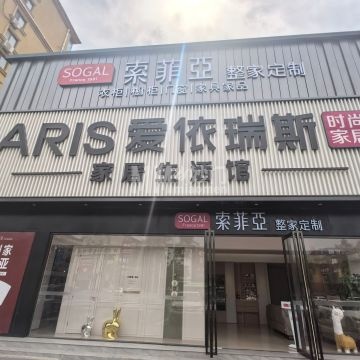 SOGAL
France 1981
索菲亞 整家定制
衣柜 | 橱柜 | 门窗 | 家具家品
ARIS 爱依瑞斯
时尚
家居
家居生活馆
SOGAL
索菲亞 整家定制